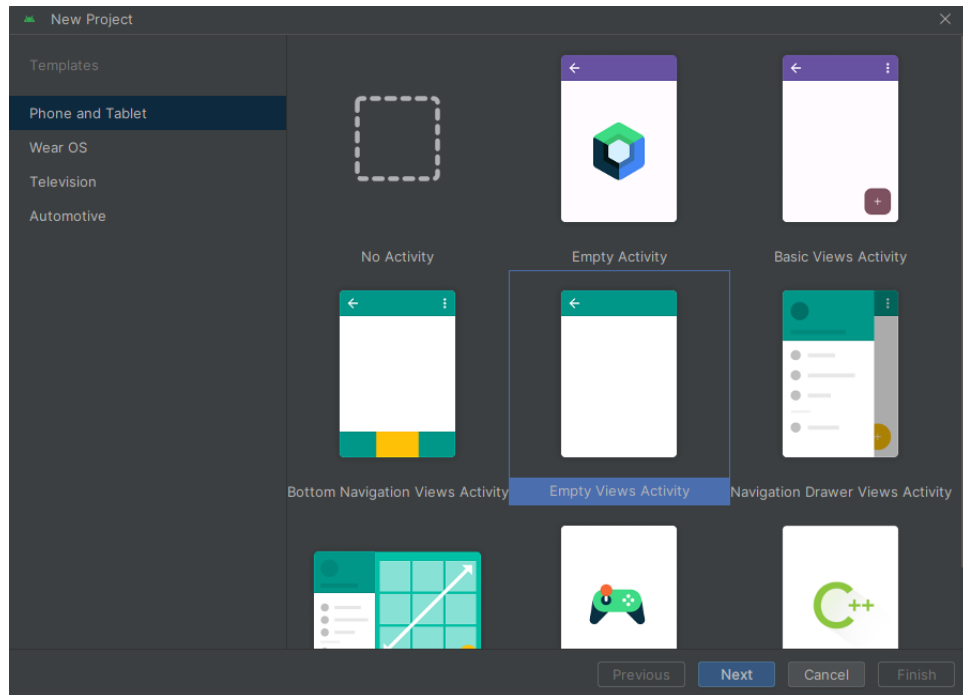 New Project
Templates
Phone and Tablet
Wear OS
Television
Automotive
No Activity
Empty Activity
Basic Views Activity
Bottom Navigation Views Activity
Empty Views Activity
Navigation Drawer Views Activity
C++
Previous
Next
Cancel
Finish